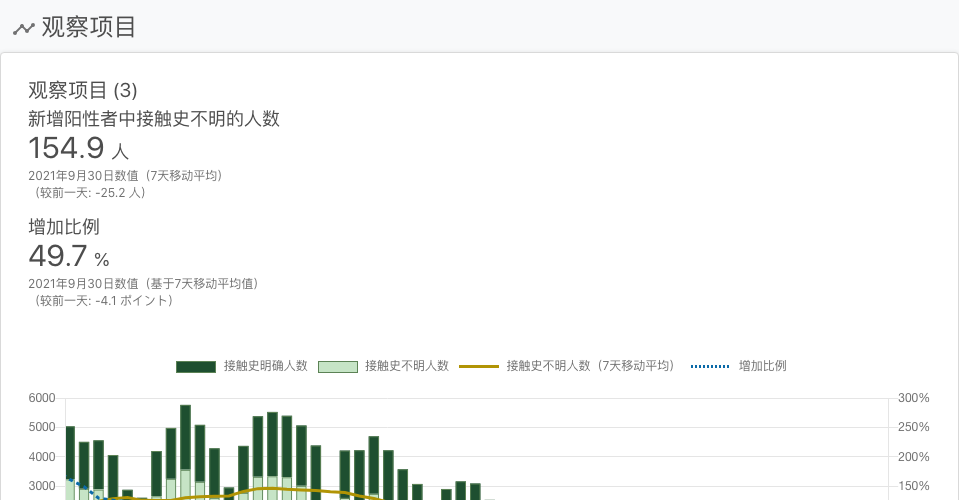 观察项目
观察项目 (3)
新增阳性者中接触史不明的人数
154.9 人
2021年9月30日数值（7天移动平均）
（较前一天: -25.2 人）
增加比例
49.7 %
2021年9月30日数值（基于7天移动平均值）
（较前一天: -4.1 ポイント）
接触史明确人数 接触史不明人数 接触史不明人数（7天移动平均） 增加比例
6000 300%
5000 250%
4000 200%
3000 150%